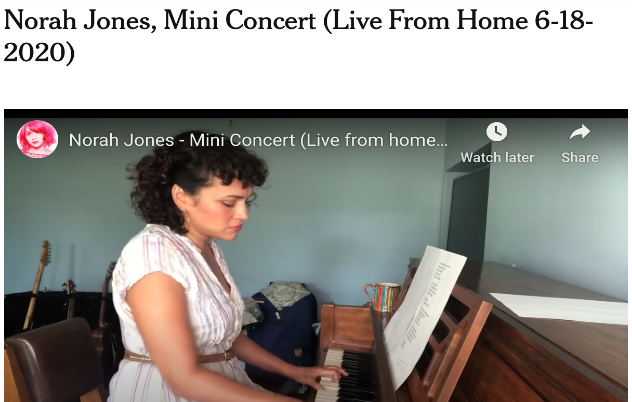 Norah Jones, Mini Concert (Live From Home 6-18-
2020)
Norah Jones - Mini Concert (Live from home...
Watch later
Share